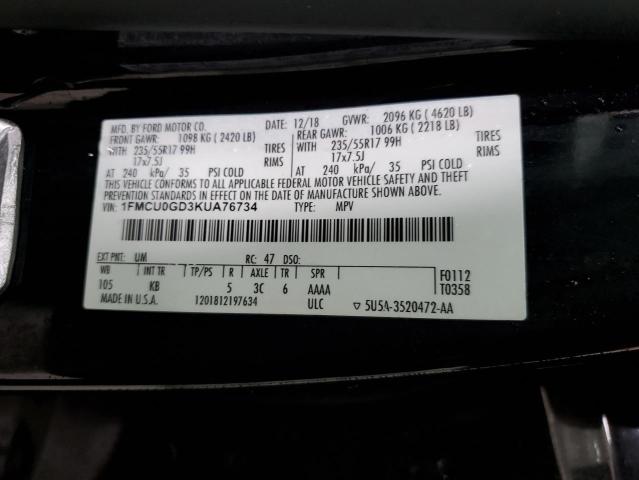 MFD. BY FORD MOTOR CO. 12/18 GVWR: 2096 KG ( 4620 LB)
FRONT GAWR: 1098 KG ( 2420 LB) REAR GAWR: 1006 KG ( 2218 LB)
WITH 235/55R17 99H TIRES WITH 235/55R17 99H TIRES
17x7.5J RIMS 17x7.5J RIMS
AT 240 kPa/ 35 PSI COLD AT 240 kPa/ 35 PSI COLD
THIS VEHICLE CONFORMS TO ALL APPLICABLE FEDERAL MOTOR VEHICLE SAFETY AND THEFT
PREVENTION STANDARDS IN EFFECT ON THE DATE OF MANUFACTURE SHOWN ABOVE.
VIN: 1FMCU0GD3KUA76734 TYPE: MPV
EXT PNT: UM RC: 47 DSO:
WB INT TR TP/PS R AXLE TR SPR F0112
105 KB 5 3C 6 AAAA T0358
MADE IN U.S.A. 1201812197634 ULC ▽ 5U5A-3520472-AA